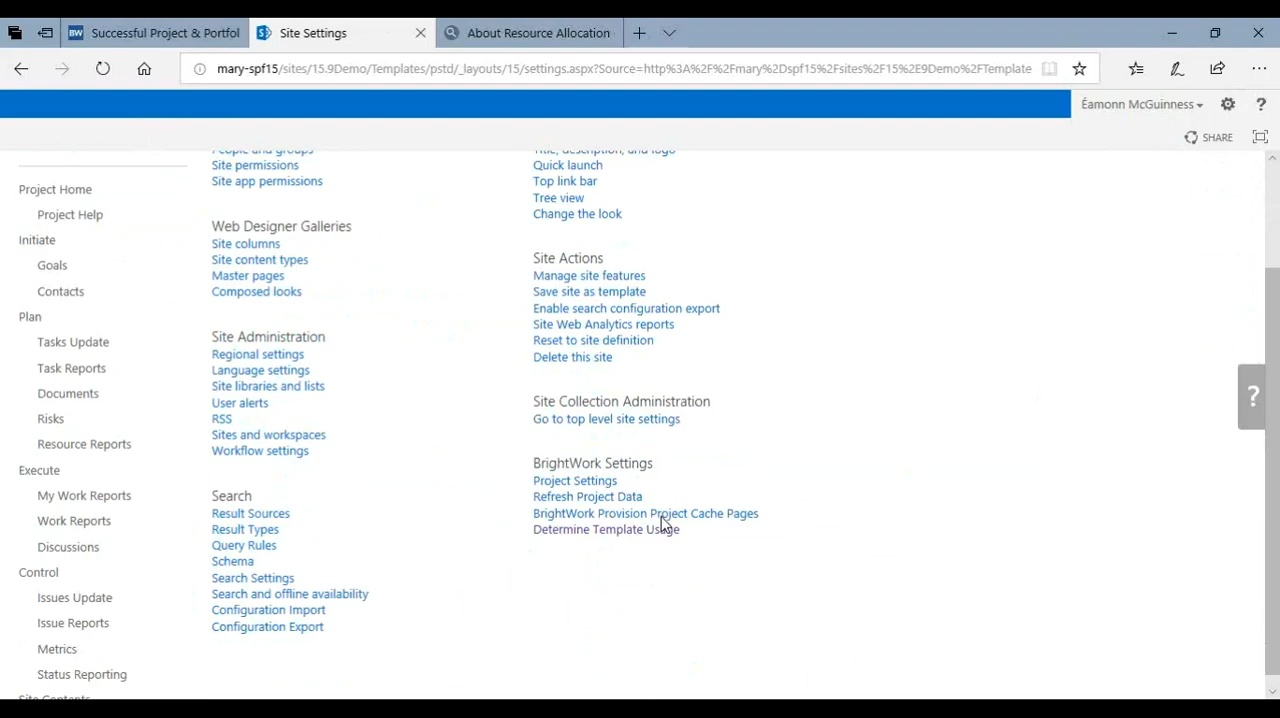 Successful Project & Portfol
Site Settings
About Resource Allocation
mary-spf15/sites/15.9Demo/Templates/pstd/_layouts/15/settings.aspx?Source=http%3A%2F%2Fmary%2Dspf15%2Fsites%2F15%2E9Demo%2FTemplate
Éamonn McGuinness
?
SHARE
Project Home
Project Help
Initiate
Goals
Contacts
Plan
Tasks Update
Task Reports
Documents
Risks
Resource Reports
Execute
My Work Reports
Work Reports
Discussions
Control
Issues Update
Issue Reports
Metrics
Status Reporting
Site Contents
People and groups
Site permissions
Site app permissions
Web Designer Galleries
Site columns
Site content types
Master pages
Composed looks
Site Administration
Regional settings
Language settings
Site libraries and lists
User alerts
RSS
Sites and workspaces
Workflow settings
Search
Result Sources
Result Types
Query Rules
Schema
Search Settings
Search and offline availability
Configuration Import
Configuration Export
Title, description, and logo
Quick launch
Top link bar
Tree view
Change the look
Site Actions
Manage site features
Save site as template
Enable search configuration export
Site Web Analytics reports
Reset to site definition
Delete this site
Site Collection Administration
Go to top level site settings
BrightWork Settings
Project Settings
Refresh Project Data
BrightWork Provision Project Cache Pages
Determine Template Usage
?